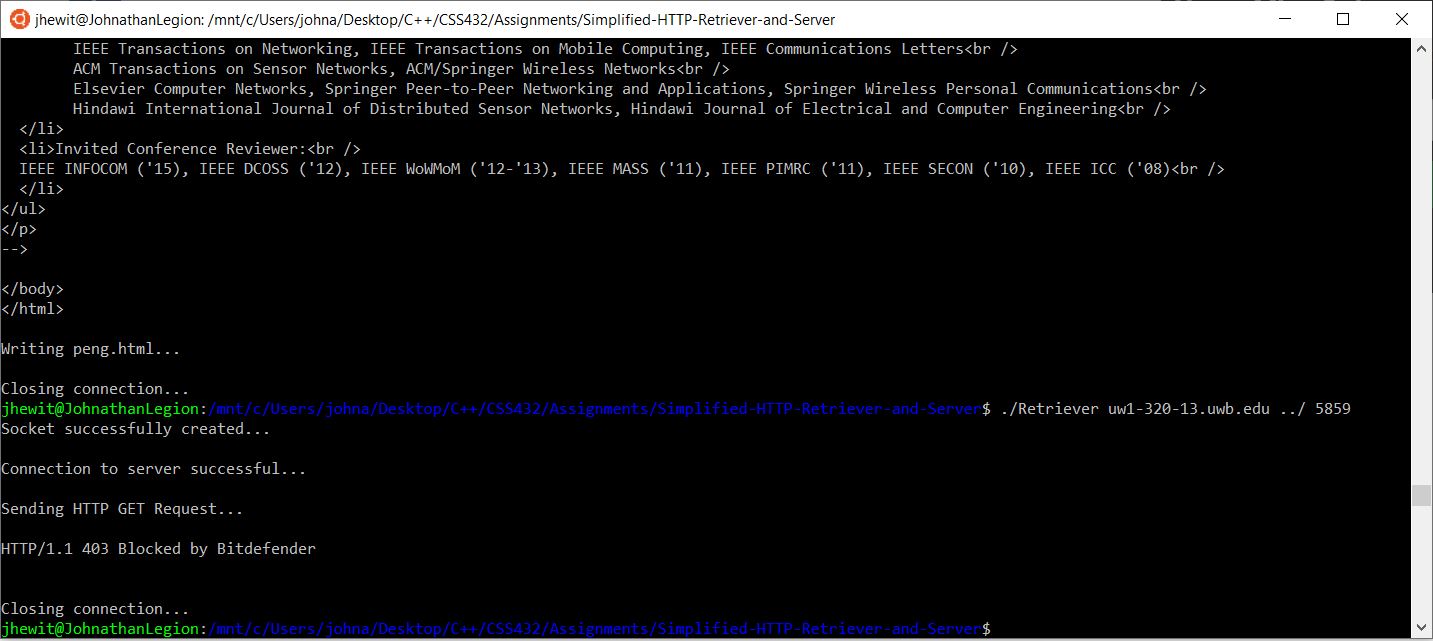 jhewit@JohnathanLegion: /mnt/c/Users/johna/Desktop/C++/CSS432/Assignments/Simplified-HTTP-Retriever-and-Server
IEEE Transactions on Networking, IEEE Transactions on Mobile Computing, IEEE Communications Letters<br />
ACM Transactions on Sensor Networks, ACM/Springer Wireless Networks<br />
Elsevier Computer Networks, Springer Peer-to-Peer Networking and Applications, Springer Wireless Personal Communications<br />
Hindawi International Journal of Distributed Sensor Networks, Hindawi Journal of Electrical and Computer Engineering<br />
</li>
<li>Invited Conference Reviewer:<br />
IEEE INFOCOM ('15), IEEE DCOSS ('12), IEEE WoWMoM ('12-'13), IEEE MASS ('11), IEEE PIMRC ('11), IEEE SECON ('10), IEEE ICC ('08)<br />
</li>
</ul>
</p>
-->
</body>
</html>
Writing peng.html...
Closing connection...
jhewit@JohnathanLegion:/mnt/c/Users/johna/Desktop/C++/CSS432/Assignments/Simplified-HTTP-Retriever-and-Server$ ./Retriever uw1-320-13.uwb.edu ../ 5859
Socket successfully created...
Connection to server successful...
Sending HTTP GET Request...
HTTP/1.1 403 Blocked by Bitdefender
Closing connection...
jhewit@JohnathanLegion:/mnt/c/Users/johna/Desktop/C++/CSS432/Assignments/Simplified-HTTP-Retriever-and-Server$